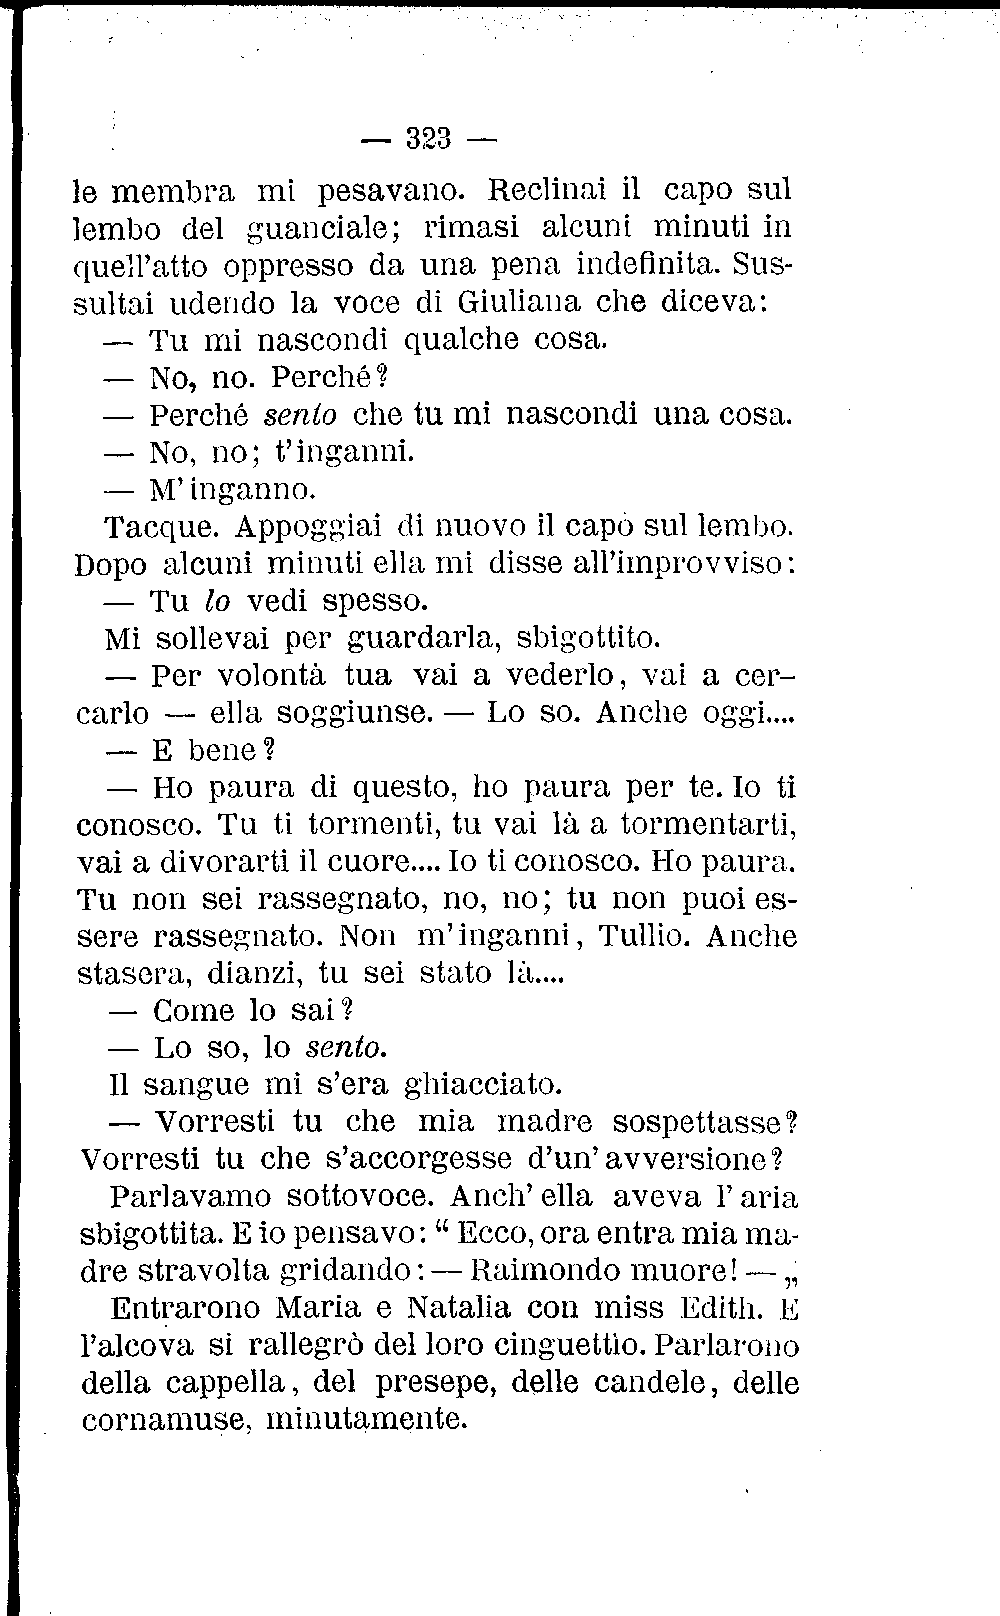 — 323 —
le membra mi pesavano. Reclinai il capo sul
lembo del guanciale; rimasi alcuni minuti in
quell'atto oppresso da una pena indefinita. Sus-
sultai udendo la voce di Giuliana che diceva:
— Tu mi nascondi qualche cosa.
— No, no. Perché?
— Perché sento che tu mi nascondi una cosa.
— No, no; t'inganni.
— M'inganno.
Tacque. Appoggiai di nuovo il capo sul lembo.
Dopo alcuni minuti ella mi disse all'improvviso:
— Tu lo vedi spesso.
Mi sollevai per guardarla, sbigottito.
— Per volontà tua vai a vederlo, vai a cer-
carlo — ella soggiunse. — Lo so. Anche oggi....
— E bene?
— Ho paura di questo, ho paura per te. Io ti
conosco. Tu ti tormenti, tu vai là a tormentarti,
vai a divorarti il cuore.... Io ti conosco. Ho paura.
Tu non sei rassegnato, no, no; tu non puoi es-
sere rassegnato. Non m'inganni, Tullio. Anche
stasera, dianzi, tu sei stato là....
— Come lo sai?
— Lo so, lo sento.
Il sangue mi s'era ghiacciato.
— Vorresti tu che mia madre sospettasse?
Vorresti tu che s'accorgesse d'un'avversione?
Parlavamo sottovoce. Anch'ella aveva l'aria
sbigottita. E io pensavo: “ Ecco, ora entra mia ma-
dre stravolta gridando: — Raimondo muore! — „
Entrarono Maria e Natalia con miss Edith. E
l'alcova si rallegrò del loro cinguettìo. Parlarono
della cappella, del presepe, delle candele, delle
cornamuse, minutamente.